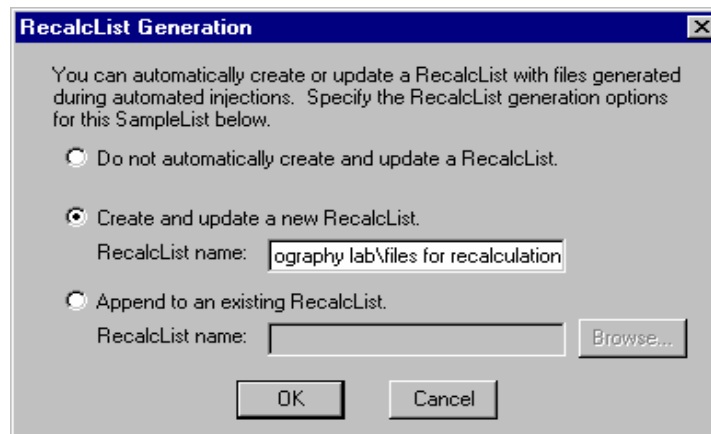 RecalcList Generation
You can automatically create or update a RecalcList with files generated
during automated injections.  Specify the RecalcList generation options
for this SampleList below.
Do not automatically create and update a RecalcList.
Create and update a new RecalcList.
RecalcList name: ography lab\files for recalculation
Append to an existing RecalcList.
RecalcList name: Browse...
OK Cancel